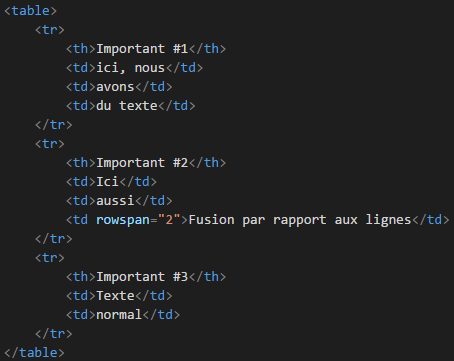 <table>
    <tr>
        <th>Important #1</th>
        <td>ici, nous</td>
        <td>avons</td>
        <td>du texte</td>
    </tr>
    <tr>
        <th>Important #2</th>
        <td>Ici</td>
        <td>aussi</td>
        <td rowspan="2">Fusion par rapport aux lignes</td>
    </tr>
    <tr>
        <th>Important #3</th>
        <td>Texte</td>
        <td>normal</td>
    </tr>
</table>